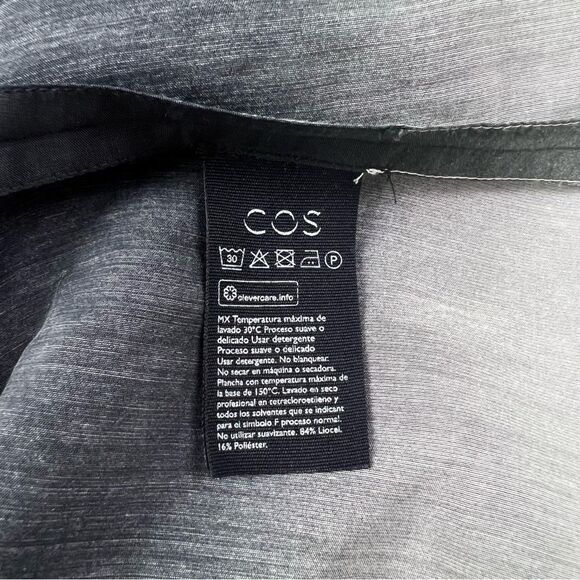 COS
30 P
clevercare.info
MX Temperatura máxima de
lavado 30°C Proceso suave o
delicado Usar detergente
Proceso suave o delicado
Usar detergente. No blanquear.
No secar en máquina o secadora.
Plancha con temperatura máxima de
la base de 150°C. Lavado en seco
profesional en tetracloroetileno y
todos los solventes que se indicant
para el símbolo F proceso normal
No utilizar suavizante. 84% Liocel.
16% Poliéster.